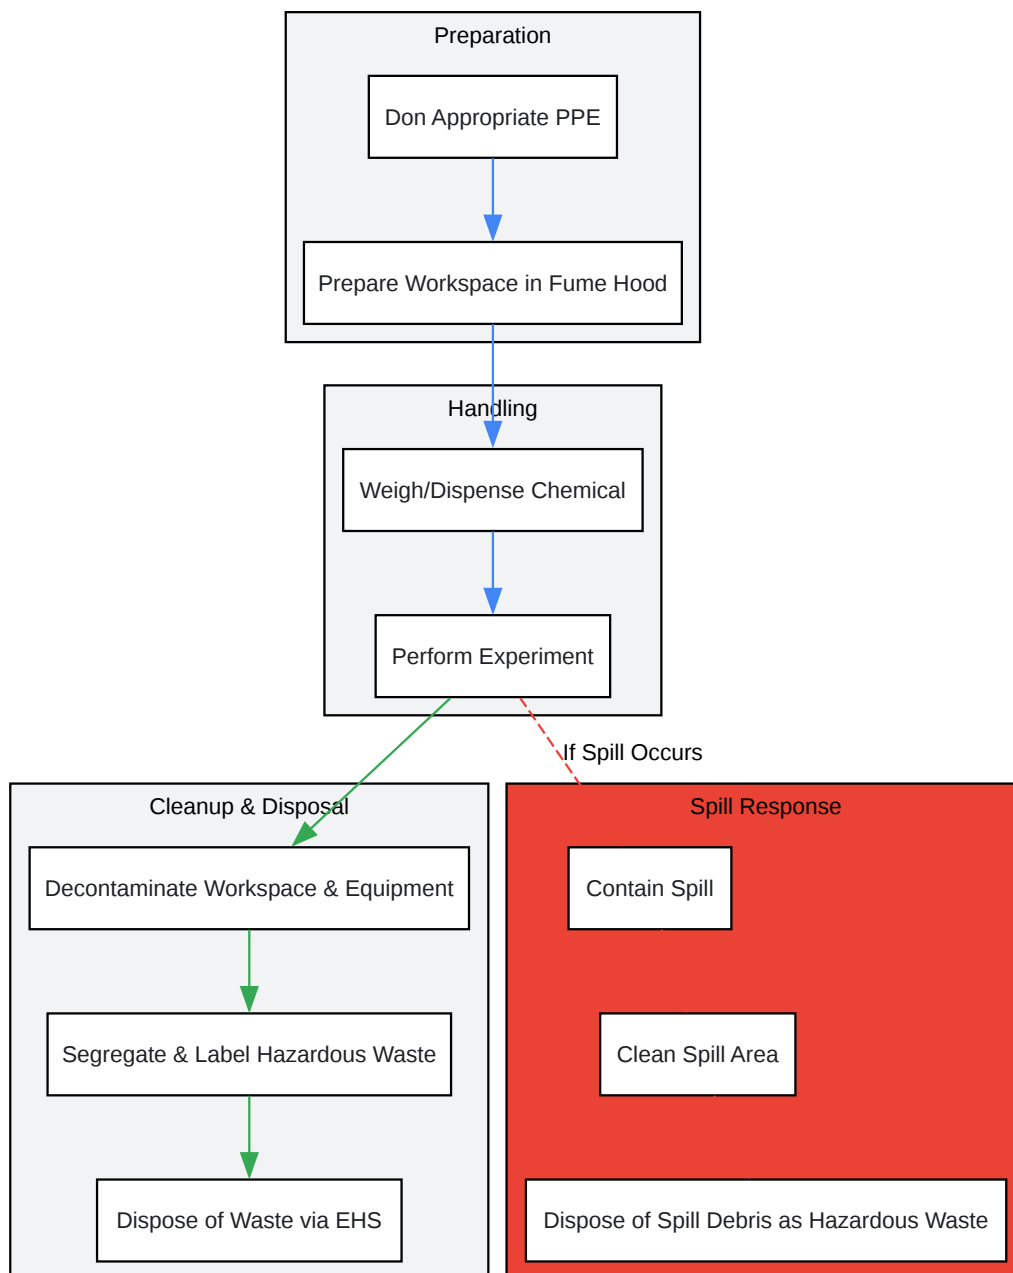 Preparation
Don Appropriate PPE
Prepare Workspace in Fume Hood
Handling
Weigh/Dispense Chemical
Perform Experiment
If Spill Occurs
Cleanup & Disposal
Decontaminate Workspace & Equipment
Segregate & Label Hazardous Waste
Dispose of Waste via EHS
Spill Response
Contain Spill
Clean Spill Area
Dispose of Spill Debris as Hazardous Waste